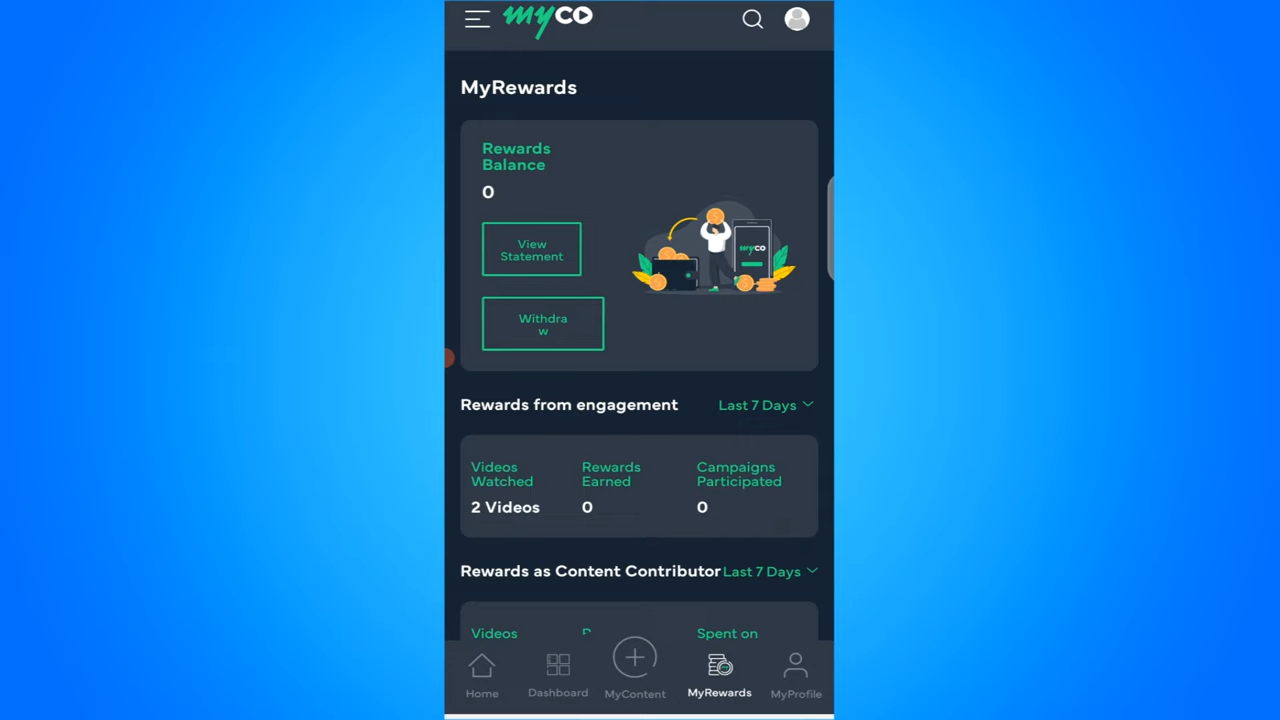 myco
MyRewards
Rewards
Balance
0
View
Statement
Withdra
w
myco
Rewards from engagement Last 7 Days
Videos Watched Rewards Earned Campaigns Participated
2 Videos 0 0
Rewards as Content Contributor Last 7 Days
Videos Spent on
Home Dashboard MyContent MyRewards MyProfile